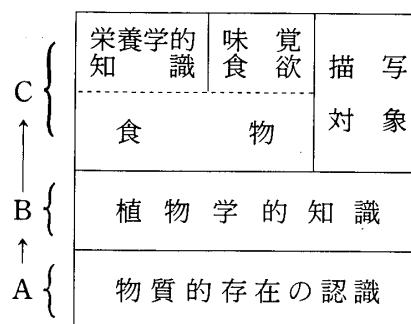 栄養学的
知識
味覚
食欲
描写
対象
食物
C
B
植物学的知識
A
物質的存在の認識